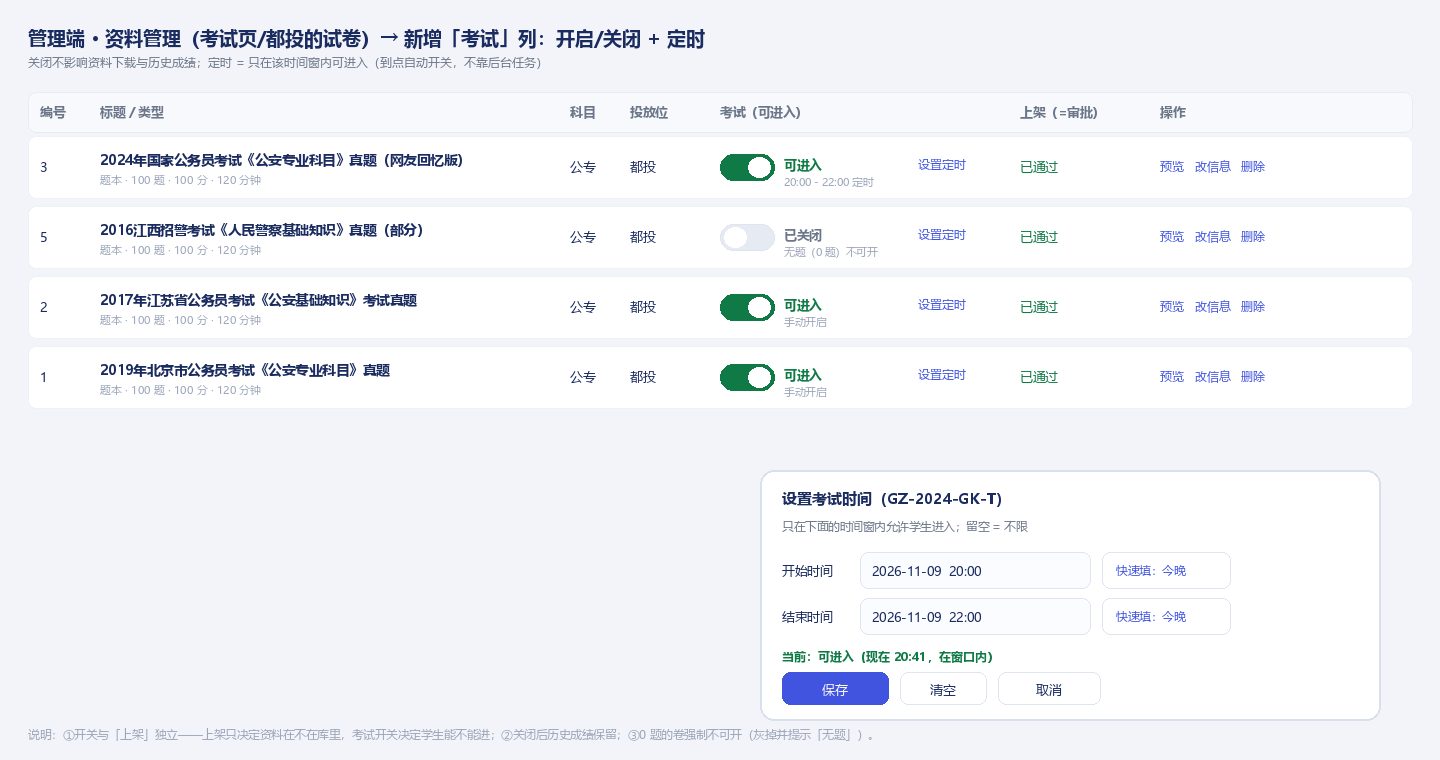 管理端・资料管理（考试页/都投的试卷）→ 新增「考试」列：开启/关闭 + 定时
关闭不影响资料下载与历史成绩；定时 = 只在该时间窗内可进入（到点自动开关，不靠后台任务）
编号 标题 / 类型 科目 投放位 考试（可进入） 上架（=审批） 操作
3 2024年国家公务员考试《公安专业科目》真题（网友回忆版） 公专 都投 可进入 设置定时 已通过 预览 改信息 删除
题本 · 100 题 · 100 分 · 120 分钟 20:00 - 22:00 定时
5 2016江西招警考试《人民警察基础知识》真题（部分） 公专 都投 已关闭 设置定时 已通过 预览 改信息 删除
题本 · 100 题 · 100 分 · 120 分钟 无题（0 题）不可开
2 2017年江苏省公务员考试《公安基础知识》考试真题 公专 都投 可进入 设置定时 已通过 预览 改信息 删除
题本 · 100 题 · 100 分 · 120 分钟 手动开启
1 2019年北京市公务员考试《公安专业科目》真题 公专 都投 可进入 设置定时 已通过 预览 改信息 删除
题本 · 100 题 · 100 分 · 120 分钟 手动开启
设置考试时间（GZ-2024-GK-T）
只在下面的时间窗内允许学生进入；留空 = 不限
开始时间 2026-11-09 20:00 快速填：今晚
结束时间 2026-11-09 22:00 快速填：今晚
当前：可进入（现在 20:41，在窗口内）
保存 清空 取消
说明：①开关与「上架」独立——上架只决定资料在不在库里，考试开关决定学生能不能进；②关闭后历史成绩保留；③0 题的卷强制不可开（灰掉并提示「无题」）。